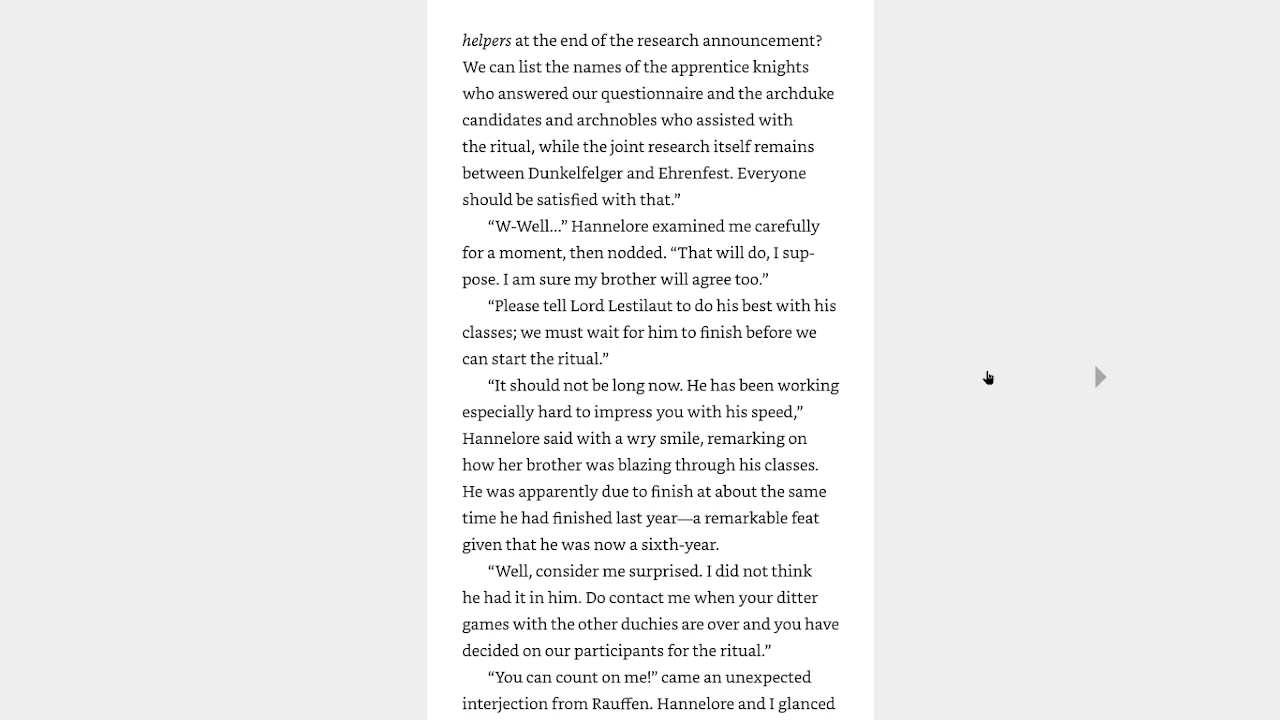 helpers at the end of the research announcement?
We can list the names of the apprentice knights
who answered our questionnaire and the archduke
candidates and archnobles who assisted with
the ritual, while the joint research itself remains
between Dunkelfelger and Ehrenfest. Everyone
should be satisfied with that.”
“W-Well...” Hannelore examined me carefully
for a moment, then nodded. “That will do, I sup-
pose. I am sure my brother will agree too.”
“Please tell Lord Lestilaut to do his best with his
classes; we must wait for him to finish before we
can start the ritual.”
“It should not be long now. He has been working
especially hard to impress you with his speed,”
Hannelore said with a wry smile, remarking on
how her brother was blazing through his classes.
He was apparently due to finish at about the same
time he had finished last year—a remarkable feat
given that he was now a sixth-year.
“Well, consider me surprised. I did not think
he had it in him. Do contact me when your ditter
games with the other duchies are over and you have
decided on our participants for the ritual.”
“You can count on me!” came an unexpected
interjection from Rauffen. Hannelore and I glanced